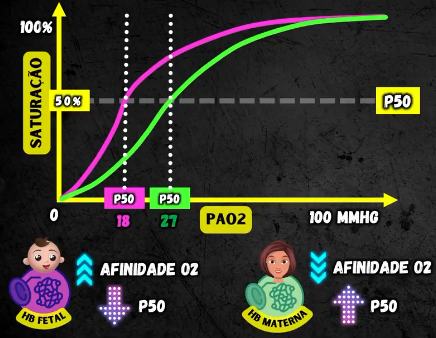 100%
SATURAÇÃO
50%
P50
P50
P50
18
27
0
PAO2
100 MMHG
AFINIDADE O2
P50
HB FETAL
AFINIDADE O2
P50
HB MATERNA